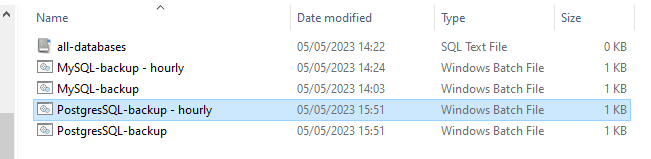 Name Date modified Type Size
all-databases 05/05/2023 14:22 SQL Text File 0 KB
MySQL-backup - hourly 05/05/2023 14:24 Windows Batch File 1 KB
MySQL-backup 05/05/2023 14:03 Windows Batch File 1 KB
PostgresSQL-backup - hourly 05/05/2023 15:51 Windows Batch File 1 KB
PostgresSQL-backup 05/05/2023 15:51 Windows Batch File 1 KB